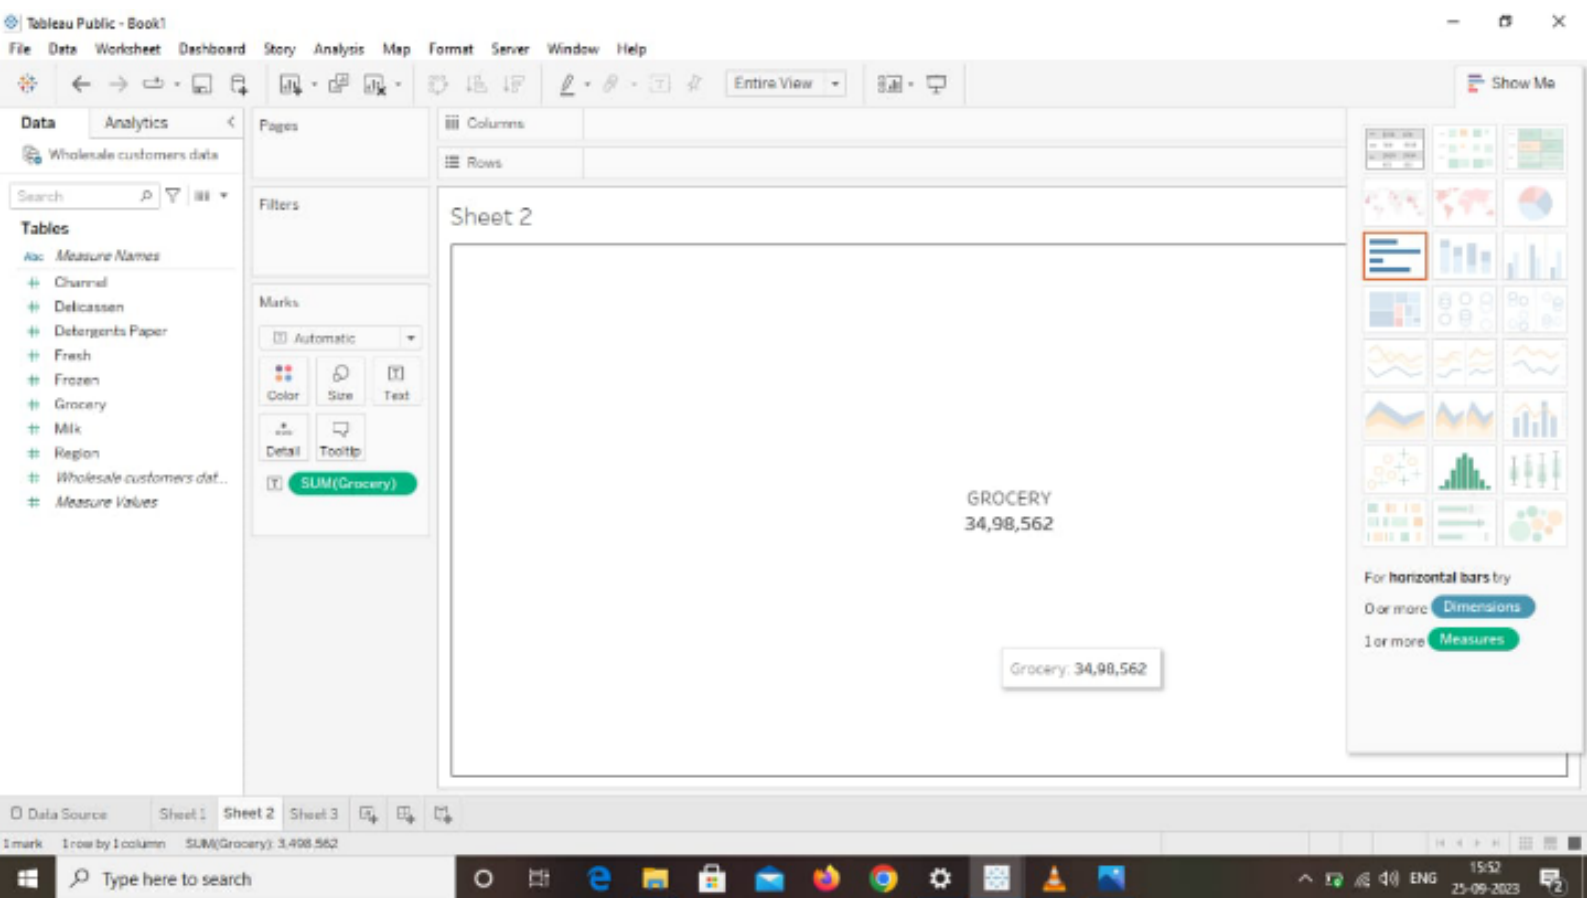 Tableau Public - Book1
File Data Worksheet Dashboard Story Analysis Map Format Server Window Help
Entire View
Show Me
Data Analytics
Pages
Columns
Wholesale customers data
Rows
Search
Filters
Sheet 2
Tables
Abc Measure Names
Channel
Delicassen
Detergents Paper
Fresh
Frozen
Grocery
Milk
Region
Wholesale customers dat...
Measure Values
Marks
Automatic
Color Size Text
Detail Tooltip
SUM(Grocery)
GROCERY
34,98,562
Grocery: 34,98,562
For horizontal bars try
0 or more Dimensions
1 or more Measures
Data Source Sheet 1 Sheet 2 Sheet 3
1 mark 1 row by 1 column SUM(Grocery): 3,498,562
Type here to search
ENG
15:52
25-09-2023
2